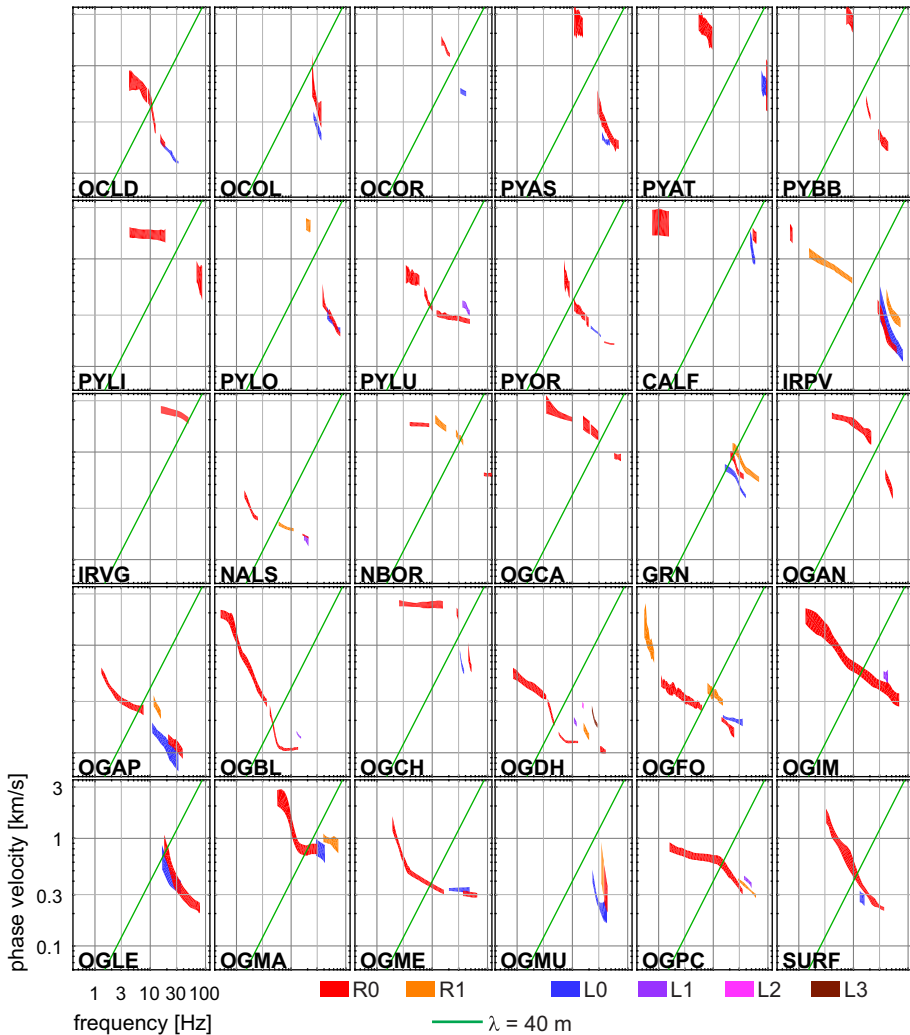 OCLD OCOL OCOR PYAS PYAT PYBB
PYLI PYLO PYLU PYOR CALF IRPV
IRVG NALS NBOR OGCA GRN OGAN
OGAP OGBL OGCH OGDH OGFO OGIM
phase velocity [km/s]
3
1
0.3
0.1
OGLE OGMA OGME OGMU OGPC SURF
1 3 10 30 100
frequency [Hz]
R0 R1 L0 L1 L2 L3
λ = 40 m